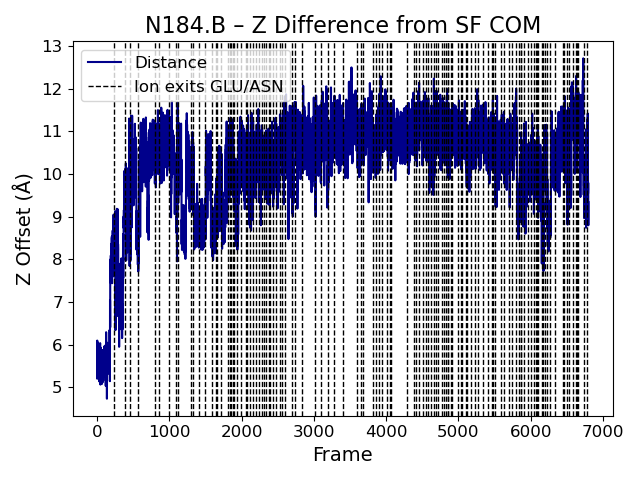 N184.B – Z Difference from SF COM
Distance
Ion exits GLU/ASN
Z Offset (Å)
13
12
11
10
9
8
7
6
5
0 1000 2000 3000 4000 5000 6000 7000
Frame